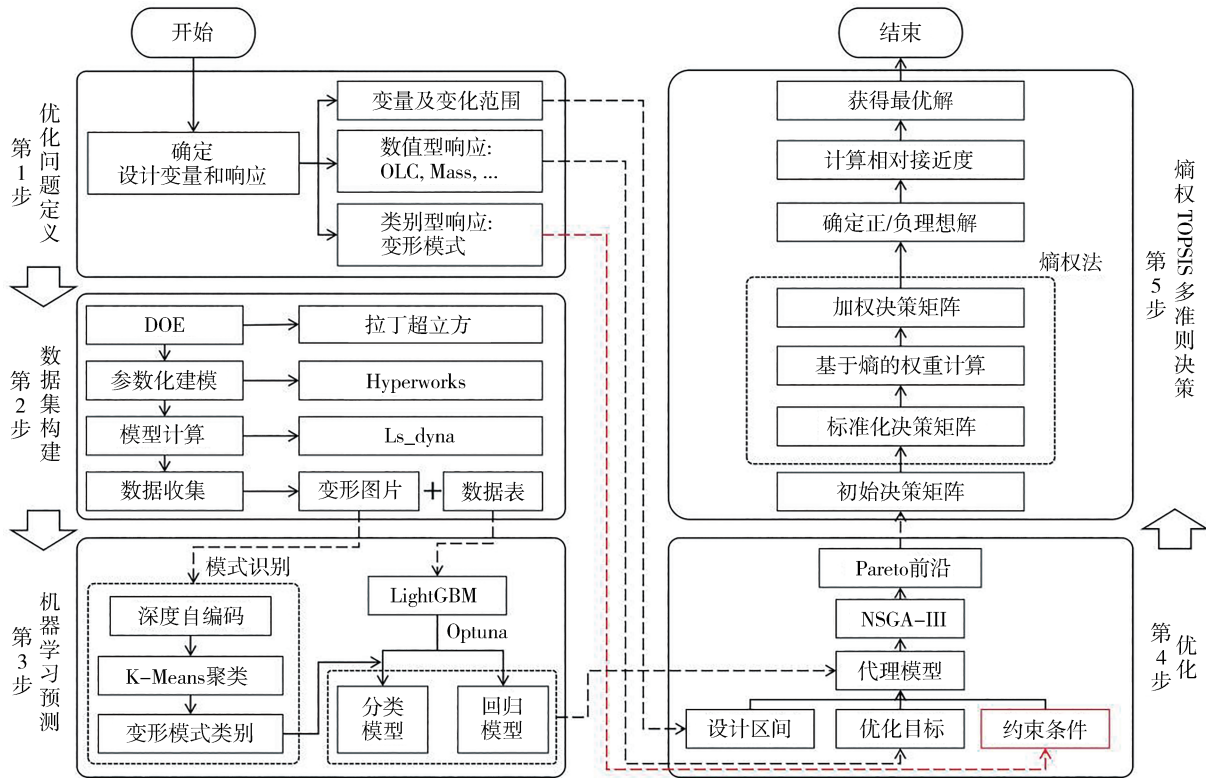 开始
第1步
优化问题定义
确定
设计变量和响应
变量及变化范围
数值型响应:
OLC, Mass, ...
类别型响应:
变形模式
第2步
数据集构建
DOE
拉丁超立方
参数化建模
Hyperworks
模型计算
Ls_dyna
数据收集
变形图片
+
数据表
第3步
机器学习预测
模式识别
深度自编码
K-Means聚类
变形模式类别
LightGBM
Optuna
分类
模型
回归
模型
第4步
优化
Pareto前沿
NSGA-III
代理模型
设计区间
优化目标
约束条件
第5步
熵权 TOPSIS 多准则决策
结束
获得最优解
计算相对接近度
确定正/负理想解
熵权法
加权决策矩阵
基于熵的权重计算
标准化决策矩阵
初始决策矩阵